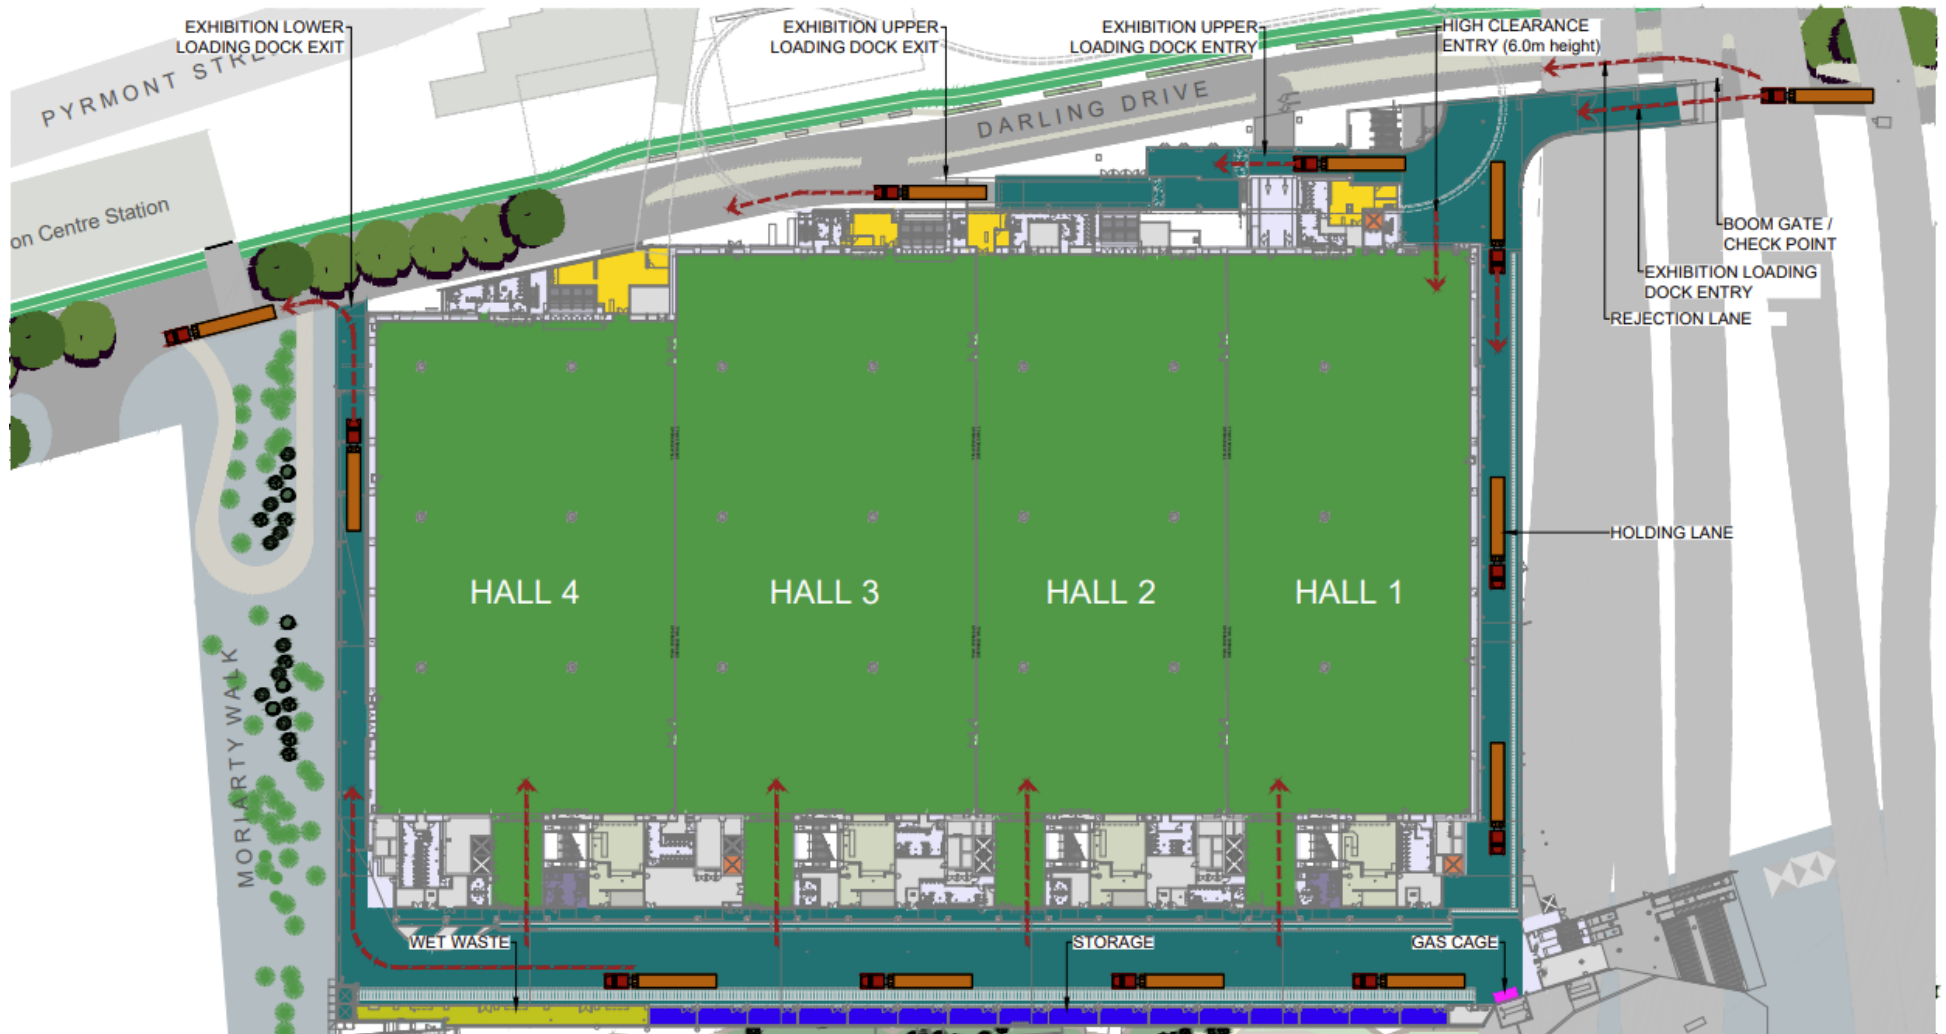 EXHIBITION LOWER
LOADING DOCK EXIT
EXHIBITION UPPER
LOADING DOCK EXIT
EXHIBITION UPPER
LOADING DOCK ENTRY
HIGH CLEARANCE
ENTRY (6.0m height)
PYRMONT STRE
DARLING DRIVE
on Centre Station
BOOM GATE /
CHECK POINT
EXHIBITION LOADING
DOCK ENTRY
REJECTION LANE
HOLDING LANE
HALL 4
HALL 3
HALL 2
HALL 1
MORIARTY WALK
WET WASTE
STORAGE
GAS CAGE